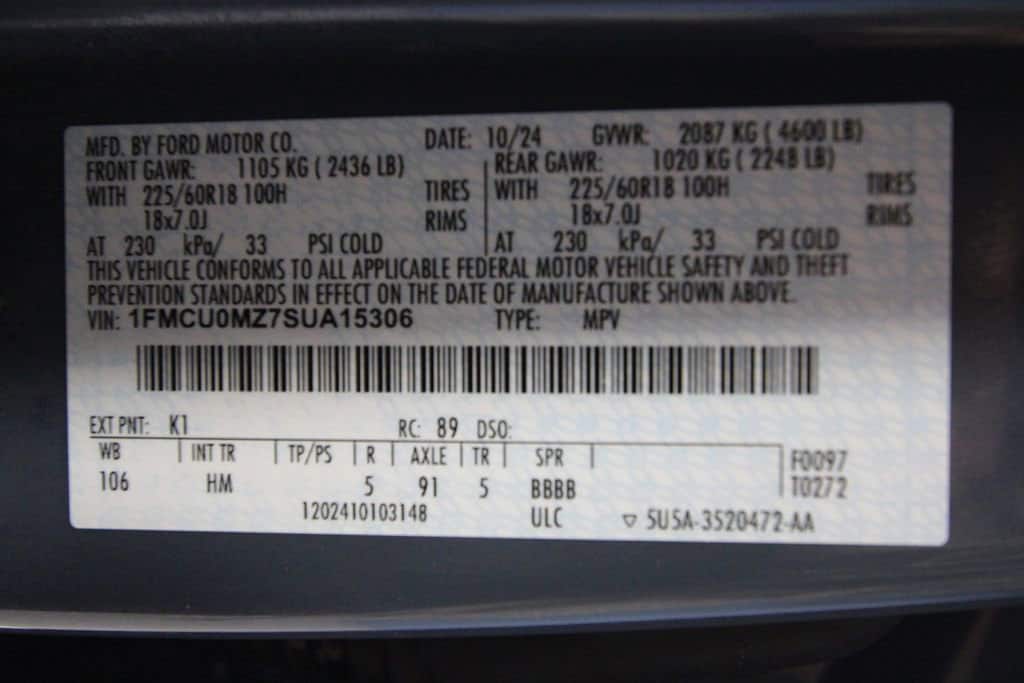 MFD. BY FORD MOTOR CO. DATE: 10/24 GVWR: 2087 KG ( 4600 LB)
FRONT GAWR: 1105 KG ( 2436 LB) REAR GAWR: 1020 KG ( 2248 LB)
WITH 225/60R18 100H TIRES WITH 225/60R18 100H TIRES
18x7.0J RIMS 18x7.0J RIMS
AT 230 kPa/ 33 PSI COLD AT 230 kPa/ 33 PSI COLD
THIS VEHICLE CONFORMS TO ALL APPLICABLE FEDERAL MOTOR VEHICLE SAFETY AND THEFT
PREVENTION STANDARDS IN EFFECT ON THE DATE OF MANUFACTURE SHOWN ABOVE.
VIN: 1FMCU0MZ7SUA15306 TYPE: MPV
EXT PNT: K1 RC: 89 DSO:
WB INT TR TP/PS R AXLE TR SPR F0097
106 HM 5 91 5 BBBB T0272
1202410103148 ULC ▽ SU5A-3520472-AA